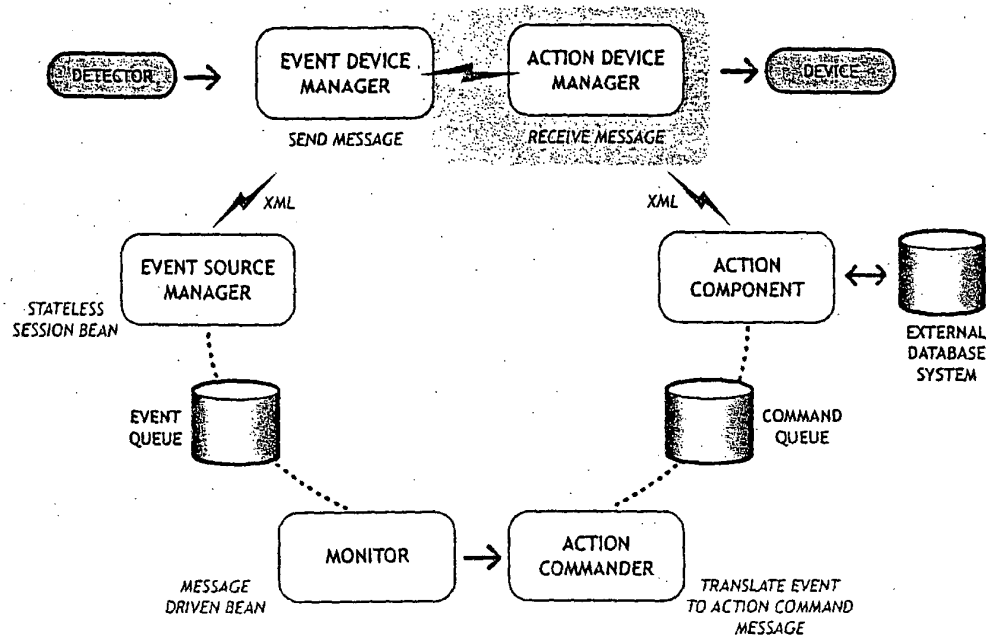 DETECTOR
EVENT DEVICE
MANAGER
SEND MESSAGE
ACTION DEVICE
MANAGER
RECEIVE MESSAGE
DEVICE
XML
XML
EVENT SOURCE
MANAGER
STATELESS
SESSION BEAN
ACTION
COMPONENT
EXTERNAL
DATABASE
SYSTEM
EVENT
QUEUE
COMMAND
QUEUE
MONITOR
MESSAGE
DRIVEN BEAN
ACTION
COMMANDER
TRANSLATE EVENT
TO ACTION COMMAND
MESSAGE